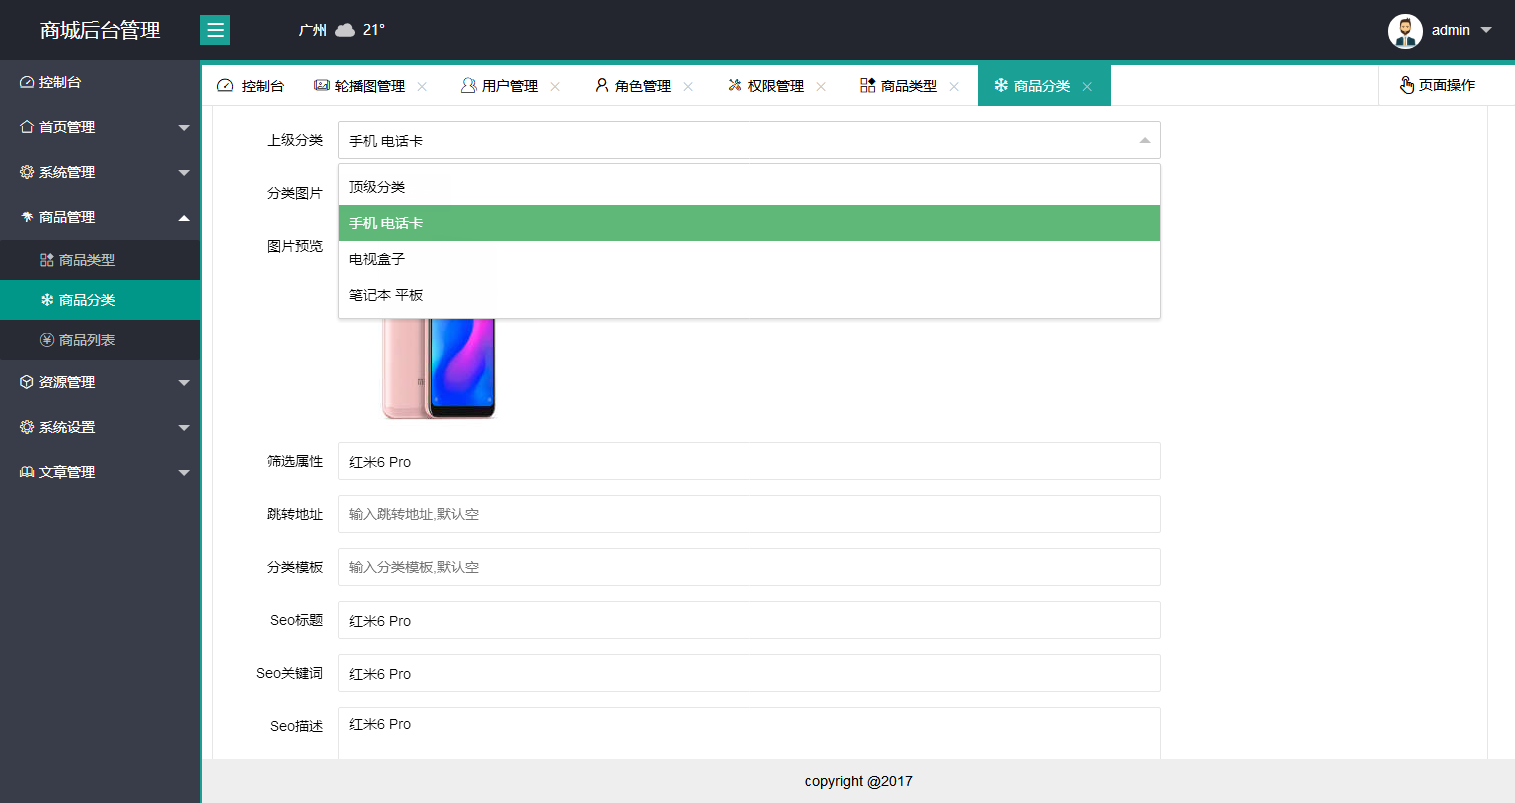 商城后台管理
广州 21°
admin
控制台
首页管理
系统管理
商品管理
商品类型
商品分类
商品列表
资源管理
系统设置
文章管理
控制台 轮播图管理 用户管理 角色管理 权限管理 商品类型 商品分类 页面操作
上级分类 手机 电话卡
顶级分类
手机 电话卡
电视盒子
笔记本 平板
分类图片
图片预览
筛选属性 红米6 Pro
跳转地址 输入跳转地址,默认空
分类模板 输入分类模板,默认空
Seo标题 红米6 Pro
Seo关键词 红米6 Pro
Seo描述 红米6 Pro
copyright @2017